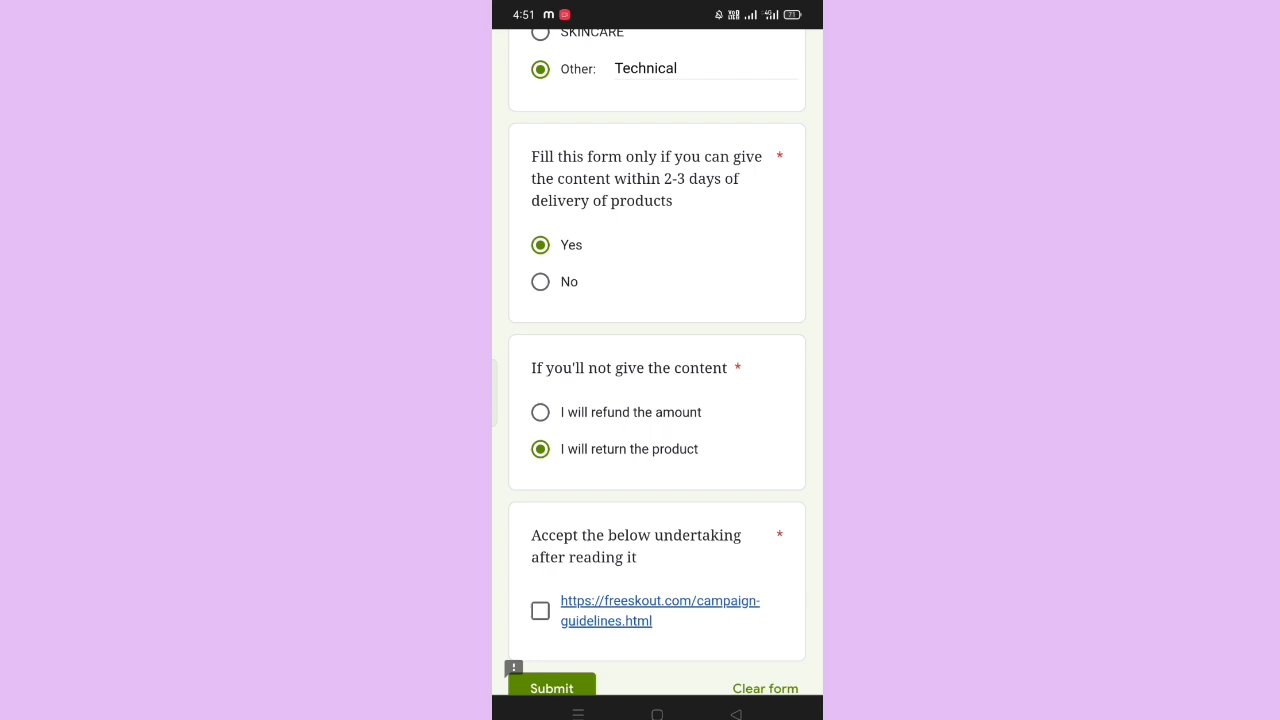 4:51 m 4G 71
SKINCARE
Other: Technical
Fill this form only if you can give *
the content within 2-3 days of
delivery of products
Yes
No
If you'll not give the content *
I will refund the amount
I will return the product
Accept the below undertaking *
after reading it
https://freeskout.com/campaign-
guidelines.html
!
Submit Clear form